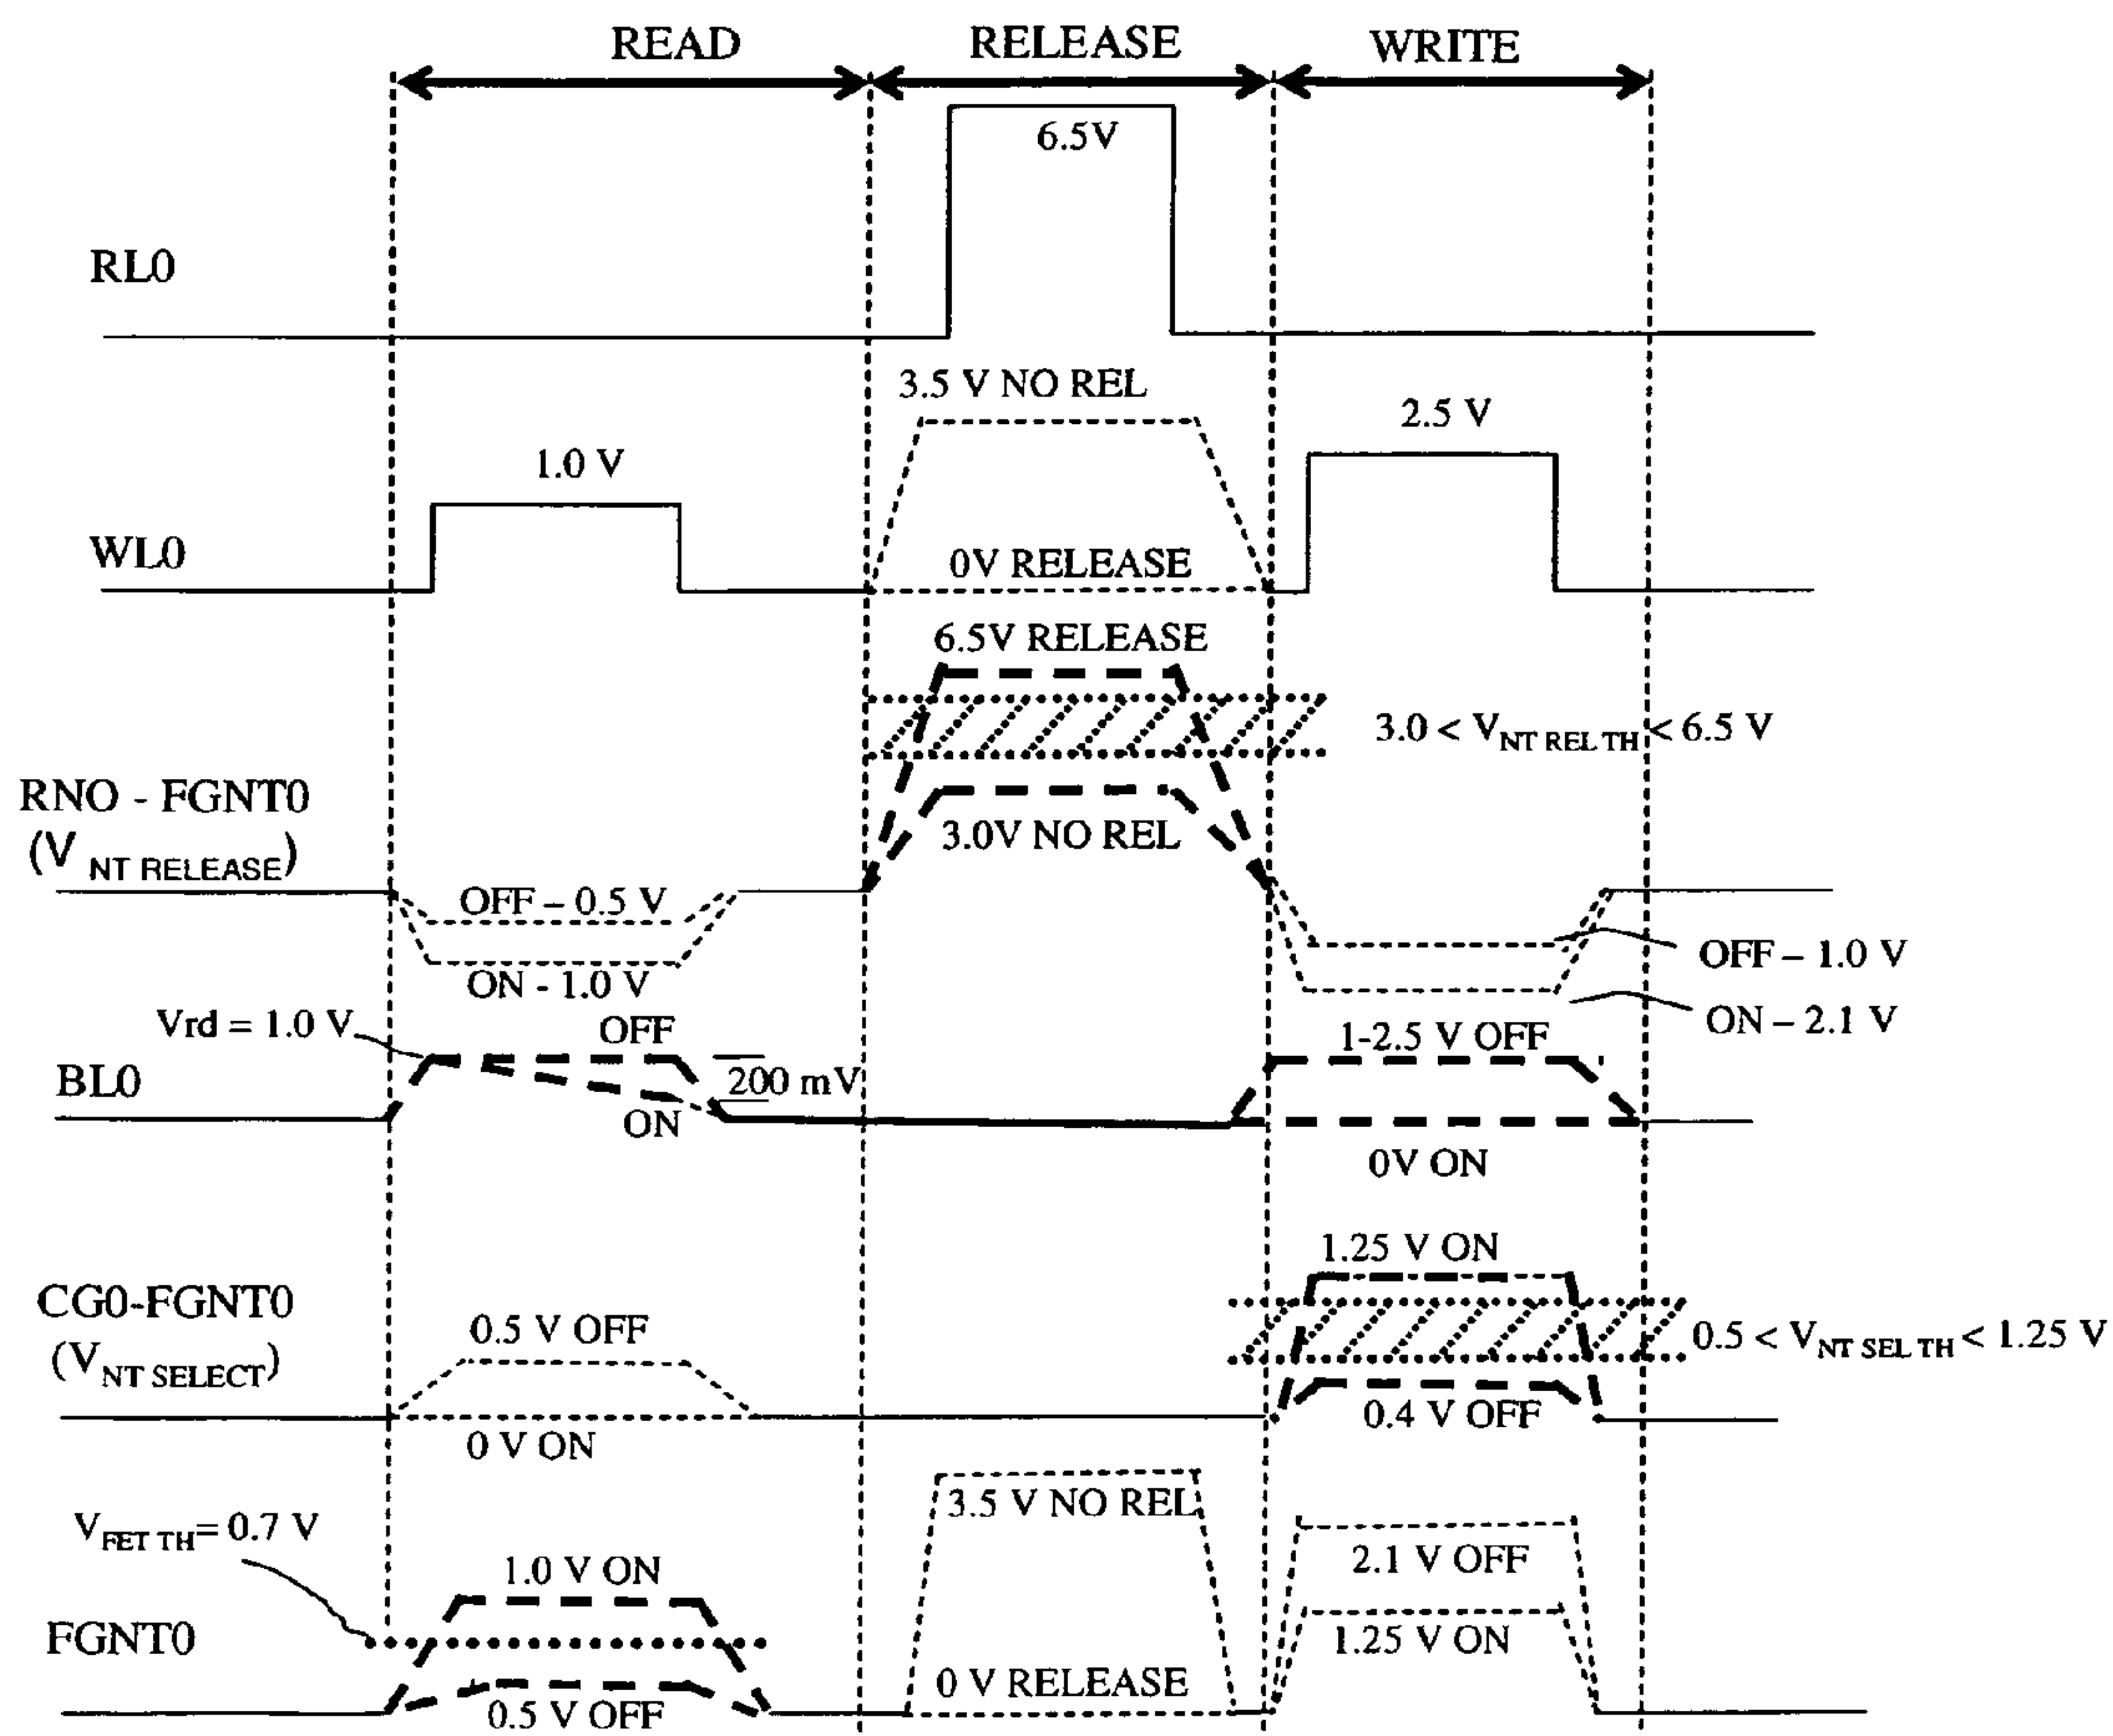 READ RELEASE WRITE
6.5V
RL0
3.5 V NO REL
2.5 V
1.0 V
WL0
0V RELEASE
6.5V RELEASE
3.0 < V NT REL TH < 6.5 V
RNO - FGNT0
3.0V NO REL
(V NT RELEASE)
OFF – 0.5 V
OFF – 1.0 V
ON - 1.0 V
ON – 2.1 V
Vrd = 1.0 V
OFF
1-2.5 V OFF
BL0
200 mV
ON
0V ON
1.25 V ON
CG0-FGNT0
0.5 V OFF
0.5 < V NT SEL TH < 1.25 V
(V NT SELECT)
0.4 V OFF
0 V ON
3.5 V NO REL
V FET TH = 0.7 V
2.1 V OFF
1.0 V ON
FGNT0
1.25 V ON
0 V RELEASE
0.5 V OFF